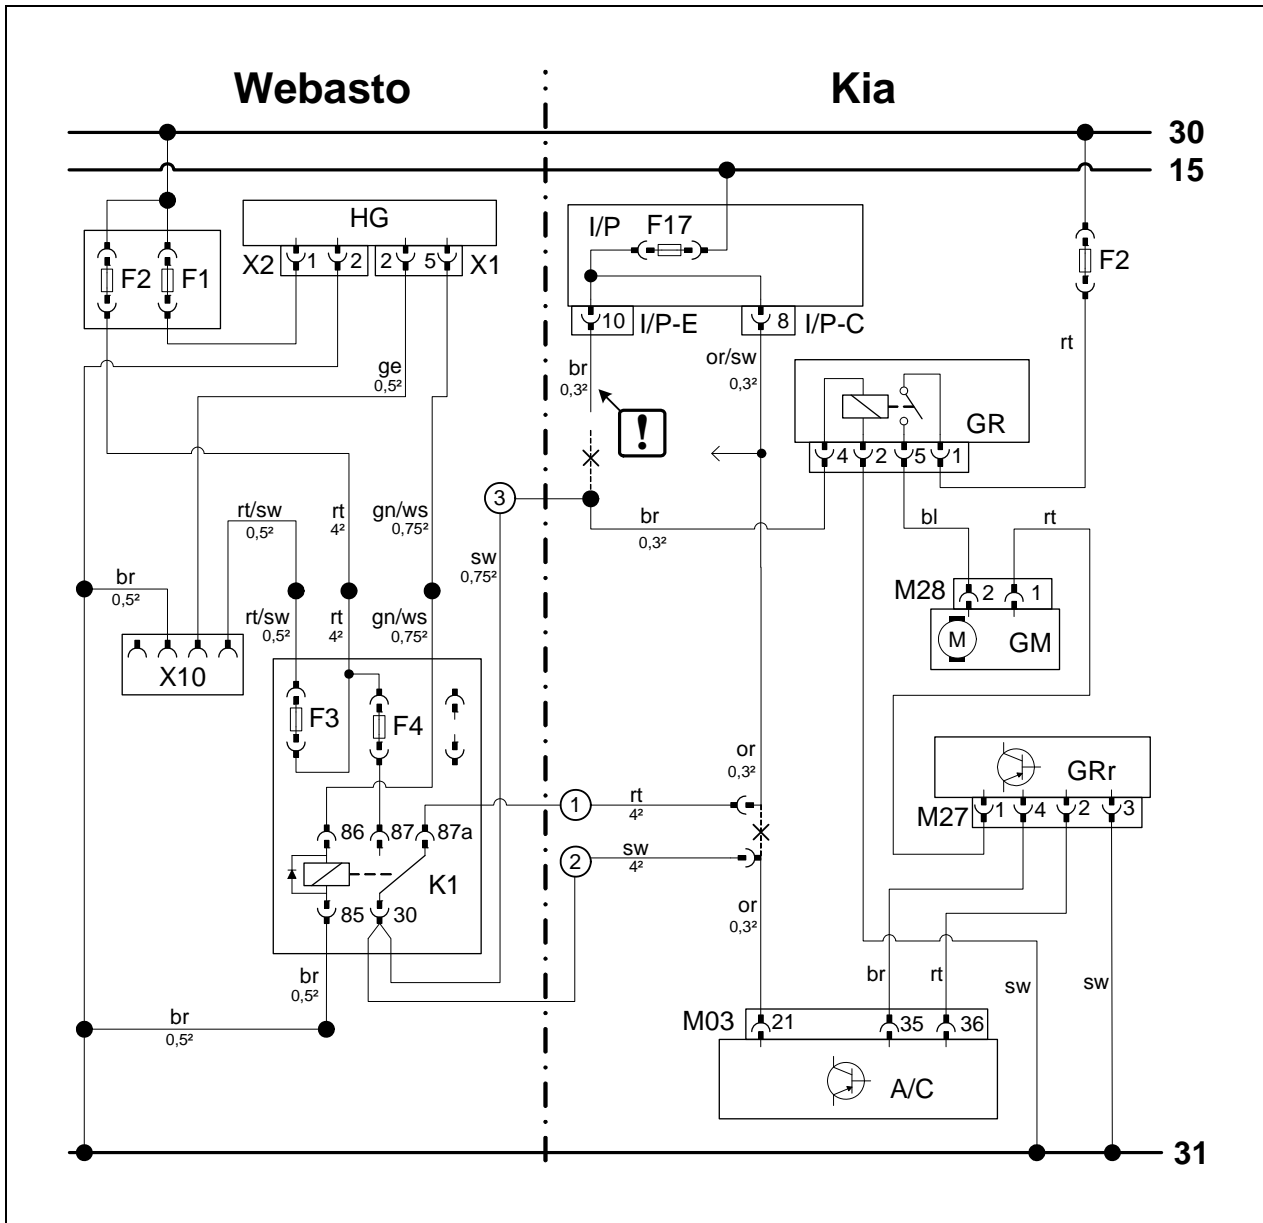 Webasto
Kia
30
15
HG
I/P F17
X2 1 2 2 5 X1
F2 F1
F2
10 I/P-E
8 I/P-C
ge
0,5²
br
0,3²
or/sw
0,3²
rt
!
GR
4 2 5 1
3
rt/sw
0,5²
rt
4²
gn/ws
0,75²
sw
0,75²
br
0,3²
bl
rt
br
0,5²
M28 2 1
rt/sw
0,5²
rt
4²
gn/ws
0,75²
M
GM
X10
F3
F4
or
0,3²
GRr
1
rt
4²
M27 1 4 2 3
86 87 87a
2
sw
4²
K1
85 30
or
0,3²
br
0,5²
br
rt
sw
sw
br
0,5²
M03 21 35 36
A/C
31